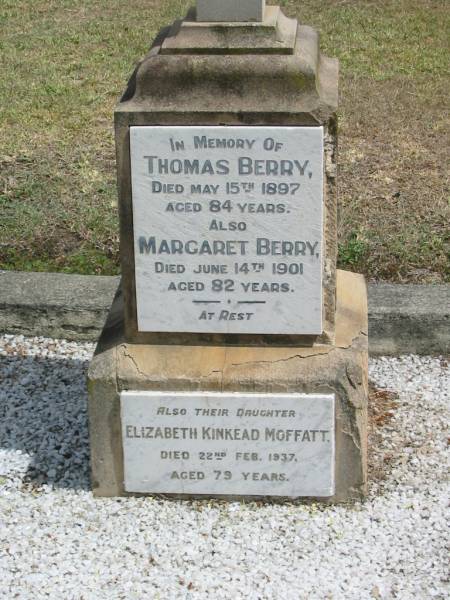 In Memory Of
Thomas Berry,
Died May 15th 1897
aged 84 years.
Also
Margaret Berry,
Died June 14th 1901
aged 82 years.
At Rest
Also Their Daughter
Elizabeth Kinkead Moffatt.
Died 22nd Feb. 1937.
Aged 79 years.